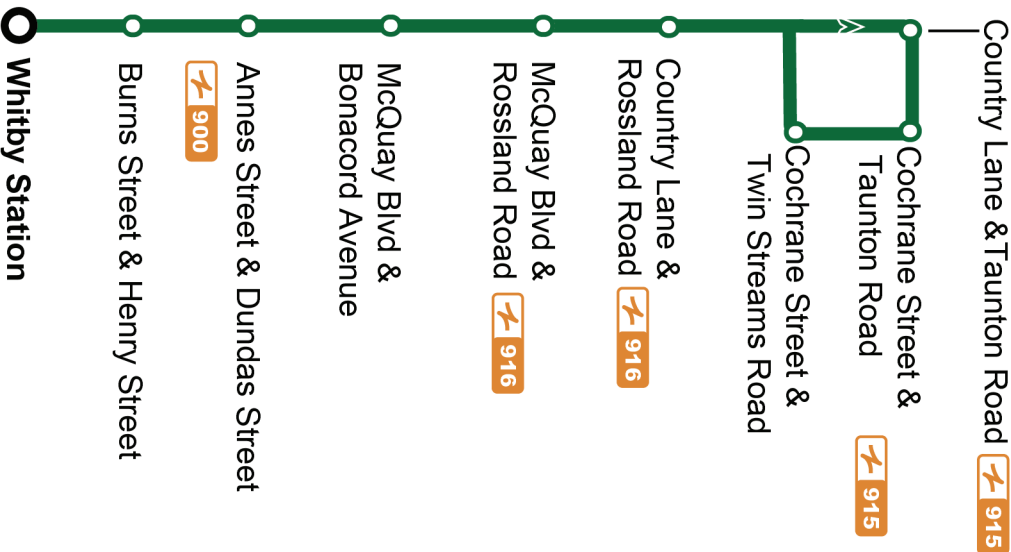 Whitby Station
Burns Street & Henry Street
Annes Street & Dundas Street
900
McQuay Blvd &
Bonacord Avenue
McQuay Blvd &
Rossland Road
916
Country Lane &
Rossland Road
916
Cochrane Street &
Twin Streams Road
Cochrane Street &
Taunton Road
915
Country Lane &Taunton Road
915